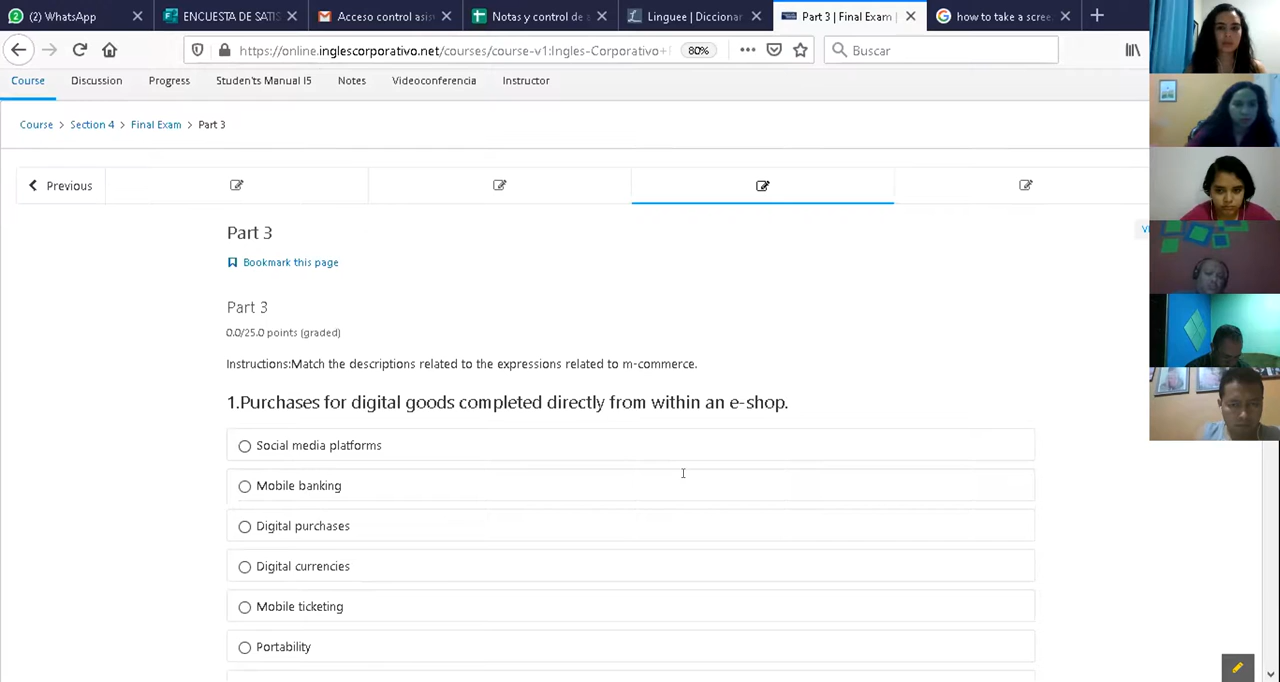 (2) WhatsApp
ENCUESTA DE SATIS
Acceso control asis
Notas y control de
Linguee | Diccionar
Part 3 | Final Exam |
how to take a scree
https://online.inglescorporativo.net/courses/course-v1:Ingles-Corporativo+
80%
Buscar
Course
Discussion
Progress
Studen'ts Manual I5
Notes
Videoconferencia
Instructor
Course > Section 4 > Final Exam > Part 3
Previous
Part 3
Bookmark this page
Part 3
0.0/25.0 points (graded)
Instructions:Match the descriptions related to the expressions related to m-commerce.
1.Purchases for digital goods completed directly from within an e-shop.
Social media platforms
Mobile banking
Digital purchases
Digital currencies
Mobile ticketing
Portability